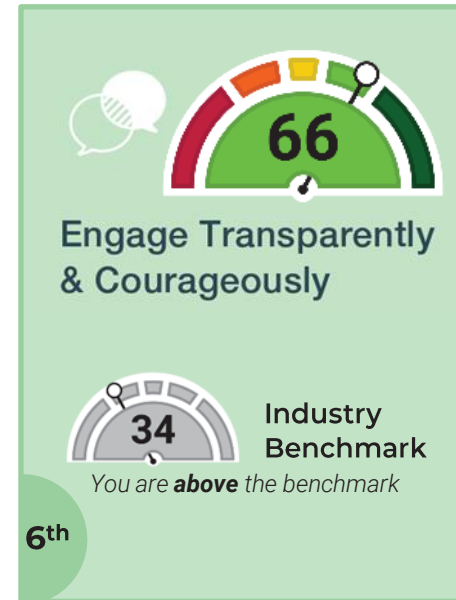 66
Engage Transparently
& Courageously
34
Industry
Benchmark
You are above the benchmark
6th